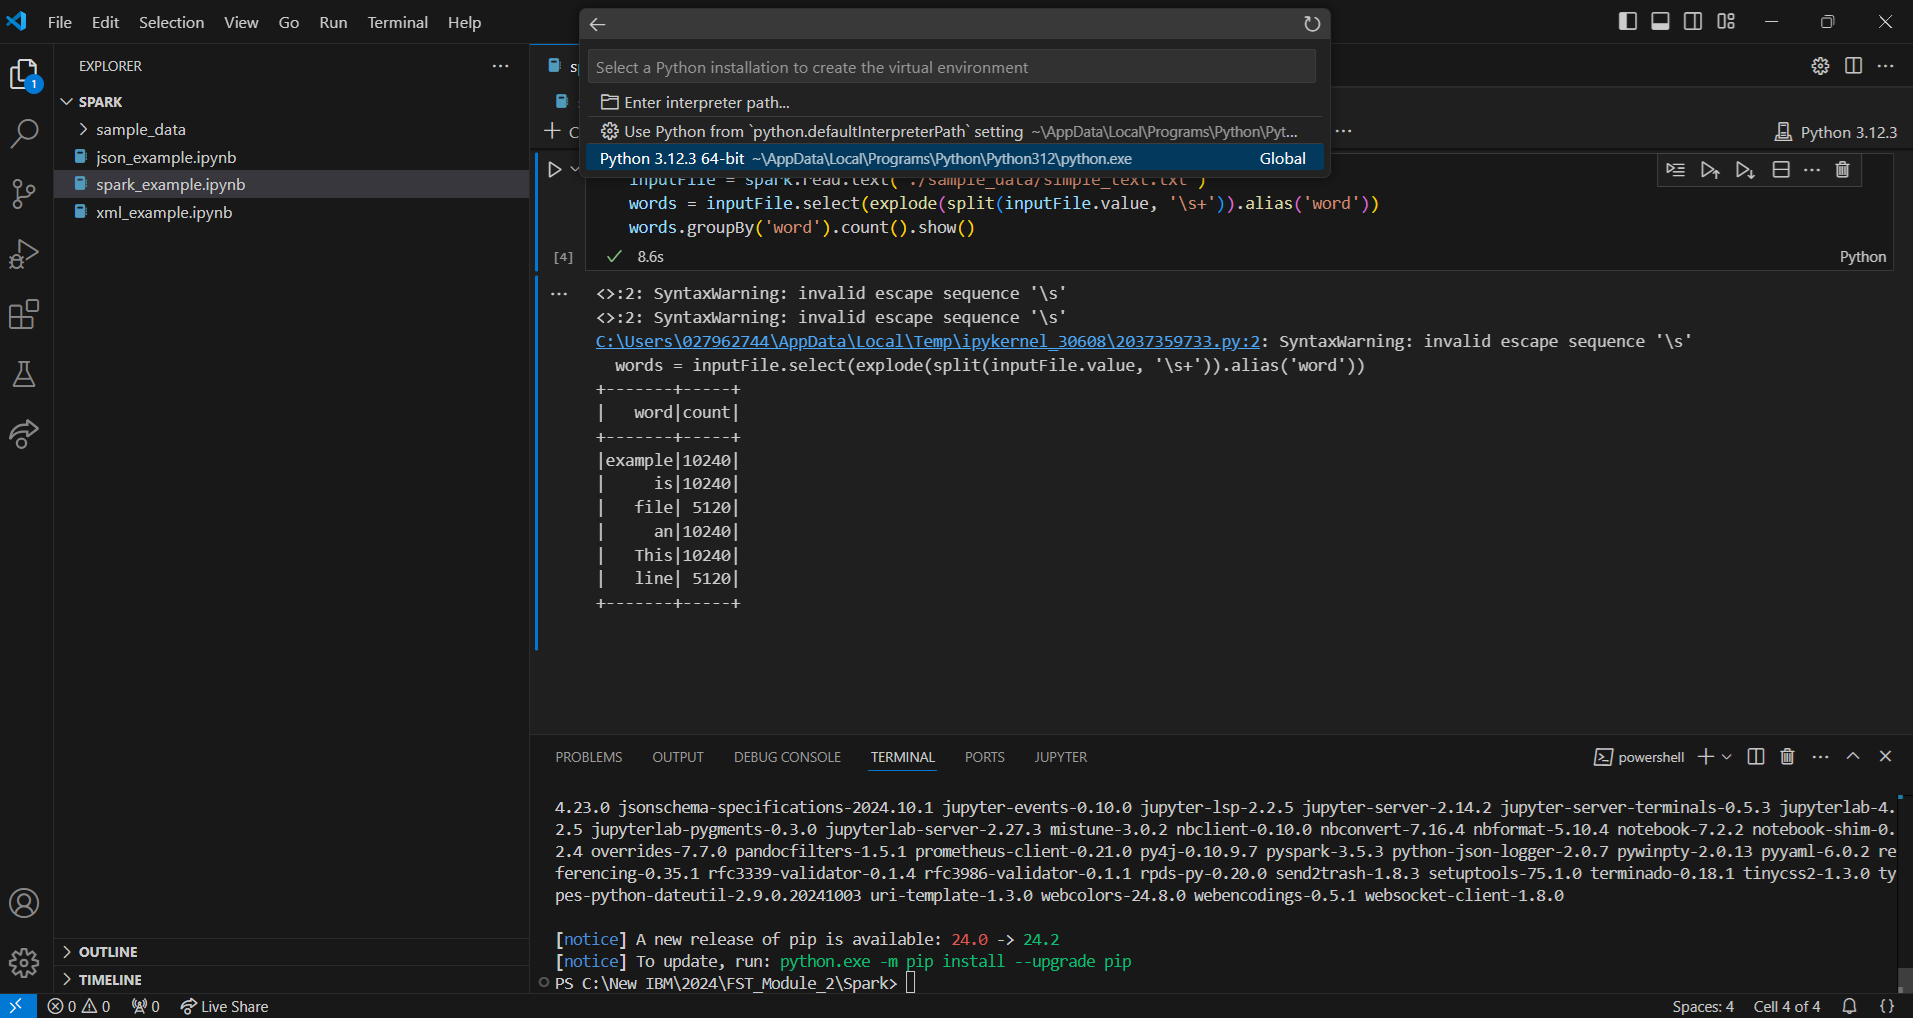 File Edit Selection View Go Run Terminal Help
Select a Python installation to create the virtual environment
Enter interpreter path...
Use Python from `python.defaultInterpreterPath` setting ~\AppData\Local\Programs\Python\Pyt...
Python 3.12.3 64-bit ~\AppData\Local\Programs\Python\Python312\python.exe Global
EXPLORER
1
SPARK
sample_data
json_example.ipynb
spark_example.ipynb
xml_example.ipynb
OUTLINE
TIMELINE
Python 3.12.3
inputFile = spark.read.text('./sample_data/simple_text.txt')
words = inputFile.select(explode(split(inputFile.value, '\s+')).alias('word'))
words.groupBy('word').count().show()
[4] 8.6s Python
<>:2: SyntaxWarning: invalid escape sequence '\s'
<>:2: SyntaxWarning: invalid escape sequence '\s'
C:\Users\027962744\AppData\Local\Temp\ipykernel_30608\2037359733.py:2: SyntaxWarning: invalid escape sequence '\s'
words = inputFile.select(explode(split(inputFile.value, '\s+')).alias('word'))
+-------+-----+
|   word|count|
+-------+-----+
|example|10240|
|     is|10240|
|   file| 5120|
|     an|10240|
|   This|10240|
|   line| 5120|
+-------+-----+
PROBLEMS OUTPUT DEBUG CONSOLE TERMINAL PORTS JUPYTER powershell
4.23.0 jsonschema-specifications-2024.10.1 jupyter-events-0.10.0 jupyter-lsp-2.2.5 jupyter-server-2.14.2 jupyter-server-terminals-0.5.3 jupyterlab-4.
2.5 jupyterlab-pygments-0.3.0 jupyterlab-server-2.27.3 mistune-3.0.2 nbclient-0.10.0 nbconvert-7.16.4 nbformat-5.10.4 notebook-7.2.2 notebook-shim-0.
2.4 overrides-7.7.0 pandocfilters-1.5.1 prometheus-client-0.21.0 py4j-0.10.9.7 pyspark-3.5.3 python-json-logger-2.0.7 pywinpty-2.0.13 pyyaml-6.0.2 re
ferencing-0.35.1 rfc3339-validator-0.1.4 rfc3986-validator-0.1.1 rpds-py-0.20.0 send2trash-1.8.3 setuptools-75.1.0 terminado-0.18.1 tinycss2-1.3.0 ty
pes-python-dateutil-2.9.0.20241003 uri-template-1.3.0 webcolors-24.8.0 webencodings-0.5.1 websocket-client-1.8.0
[notice] A new release of pip is available: 24.0 -> 24.2
[notice] To update, run: python.exe -m pip install --upgrade pip
PS C:\New IBM\2024\FST_Module_2\Spark>
0 0 0 Live Share Spaces: 4 Cell 4 of 4